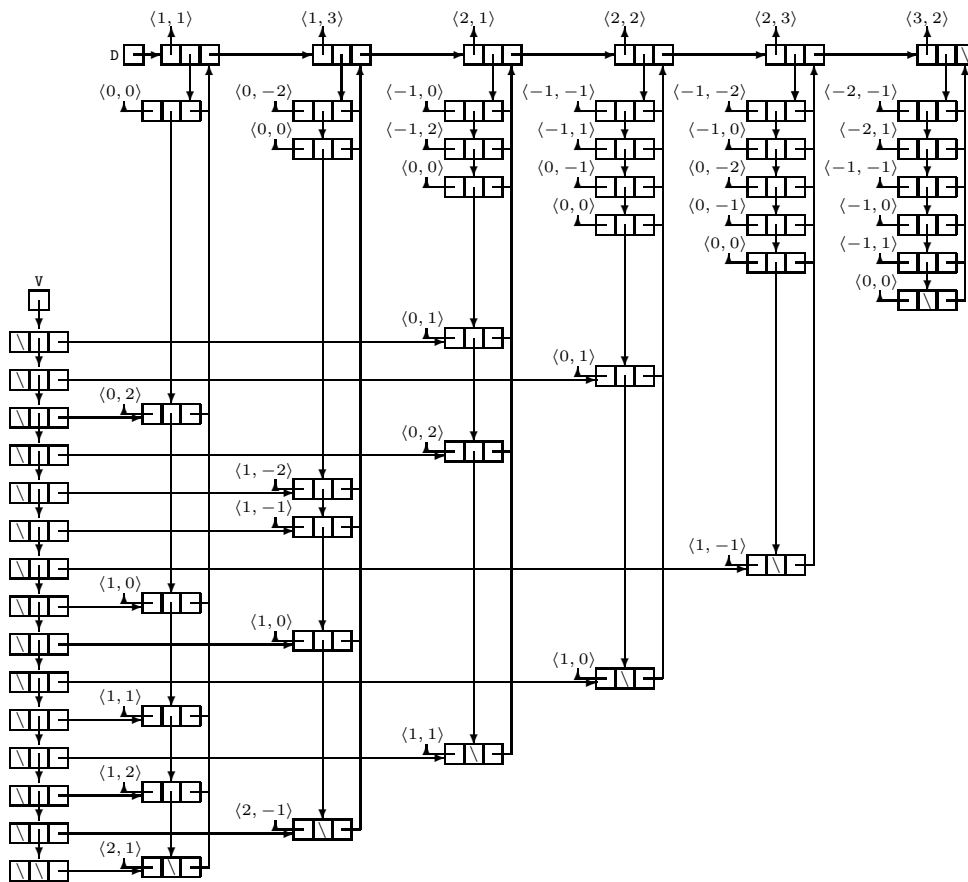 ⟨1, 1⟩ ⟨1, 3⟩ ⟨2, 1⟩ ⟨2, 2⟩ ⟨2, 3⟩ ⟨3, 2⟩
D
⟨0, 0⟩ ⟨0, −2⟩ ⟨−1, 0⟩ ⟨−1, −1⟩ ⟨−1, −2⟩ ⟨−2, −1⟩
⟨0, 0⟩ ⟨−1, 2⟩ ⟨−1, 1⟩ ⟨−1, 0⟩ ⟨−2, 1⟩
⟨0, 0⟩ ⟨0, −1⟩ ⟨0, −2⟩ ⟨−1, −1⟩
⟨0, 0⟩ ⟨0, −1⟩ ⟨−1, 0⟩
⟨0, 0⟩ ⟨−1, 1⟩
V ⟨0, 0⟩
⟨0, 1⟩
⟨0, 1⟩
⟨0, 2⟩
⟨0, 2⟩
⟨1, −2⟩
⟨1, −1⟩
⟨1, −1⟩
⟨1, 0⟩
⟨1, 0⟩
⟨1, 0⟩
⟨1, 1⟩
⟨1, 1⟩
⟨1, 2⟩
⟨2, −1⟩
⟨2, 1⟩